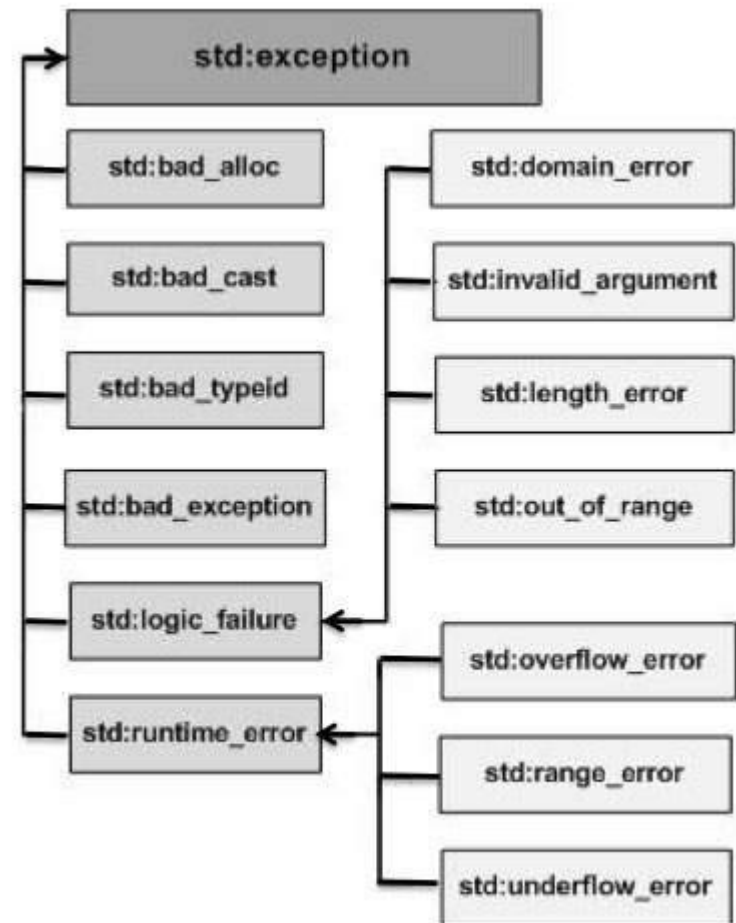 std:exception
std:bad_alloc
std:bad_cast
std:bad_typeid
std:bad_exception
std:logic_failure
std:runtime_error
std:domain_error
std:invalid_argument
std:length_error
std:out_of_range
std:overflow_error
std:range_error
std:underflow_error